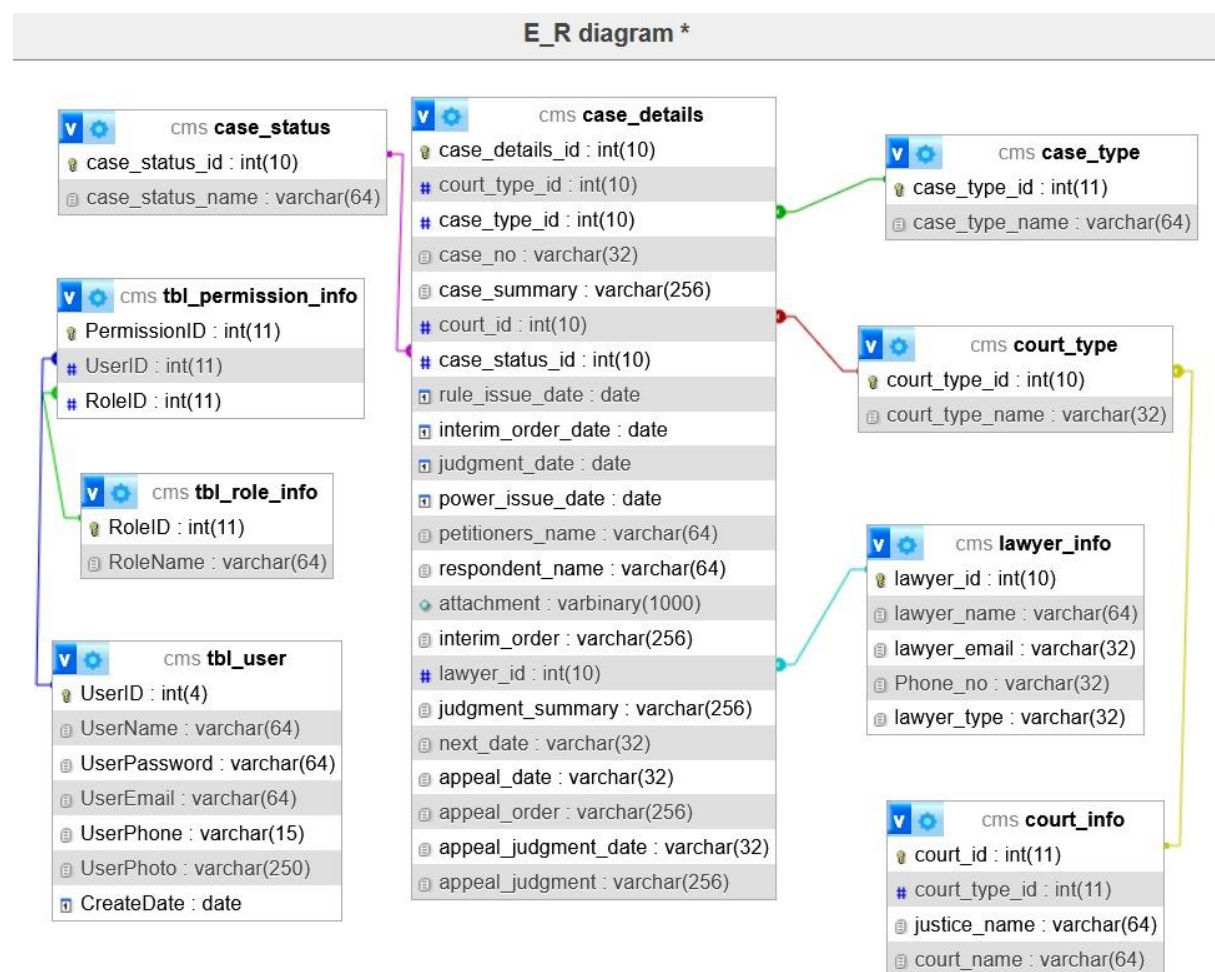 E_R diagram *
cms case_status
case_status_id : int(10)
case_status_name : varchar(64)
cms tbl_permission_info
PermissionID : int(11)
UserID : int(11)
RoleID : int(11)
cms tbl_role_info
RoleID : int(11)
RoleName : varchar(64)
cms tbl_user
UserID : int(4)
UserName : varchar(64)
UserPassword : varchar(64)
UserEmail : varchar(64)
UserPhone : varchar(15)
UserPhoto : varchar(250)
CreateDate : date
cms case_details
case_details_id : int(10)
court_type_id : int(10)
case_type_id : int(10)
case_no : varchar(32)
case_summary : varchar(256)
court_id : int(10)
case_status_id : int(10)
rule_issue_date : date
interim_order_date : date
judgment_date : date
power_issue_date : date
petitioners_name : varchar(64)
respondent_name : varchar(64)
attachment : varbinary(1000)
interim_order : varchar(256)
lawyer_id : int(10)
judgment_summary : varchar(256)
next_date : varchar(32)
appeal_date : varchar(32)
appeal_order : varchar(256)
appeal_judgment_date : varchar(32)
appeal_judgment : varchar(256)
cms case_type
case_type_id : int(11)
case_type_name : varchar(64)
cms court_type
court_type_id : int(10)
court_type_name : varchar(32)
cms lawyer_info
lawyer_id : int(10)
lawyer_name : varchar(64)
lawyer_email : varchar(32)
Phone_no : varchar(32)
lawyer_type : varchar(32)
cms court_info
court_id : int(11)
court_type_id : int(11)
justice_name : varchar(64)
court_name : varchar(64)